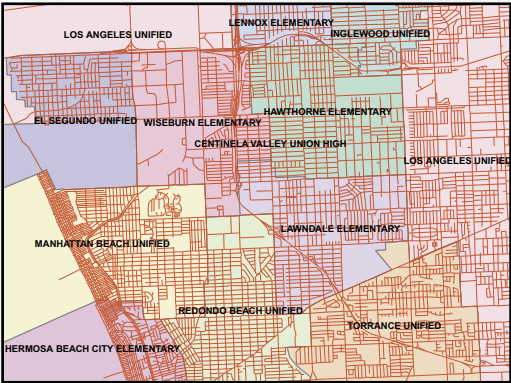 LENNOX ELEMENTARY
LOS ANGELES UNIFIED
INGLEWOOD UNIFIED
HAWTHORNE ELEMENTARY
EL SEGUNDO UNIFIED
WISEBURN ELEMENTARY
CENTINELA VALLEY UNION HIGH
LOS ANGELES UNIFIED
LAWNDALE ELEMENTARY
MANHATTAN BEACH UNIFIED
REDONDO BEACH UNIFIED
TORRANCE UNIFIED
HERMOSA BEACH CITY ELEMENTARY